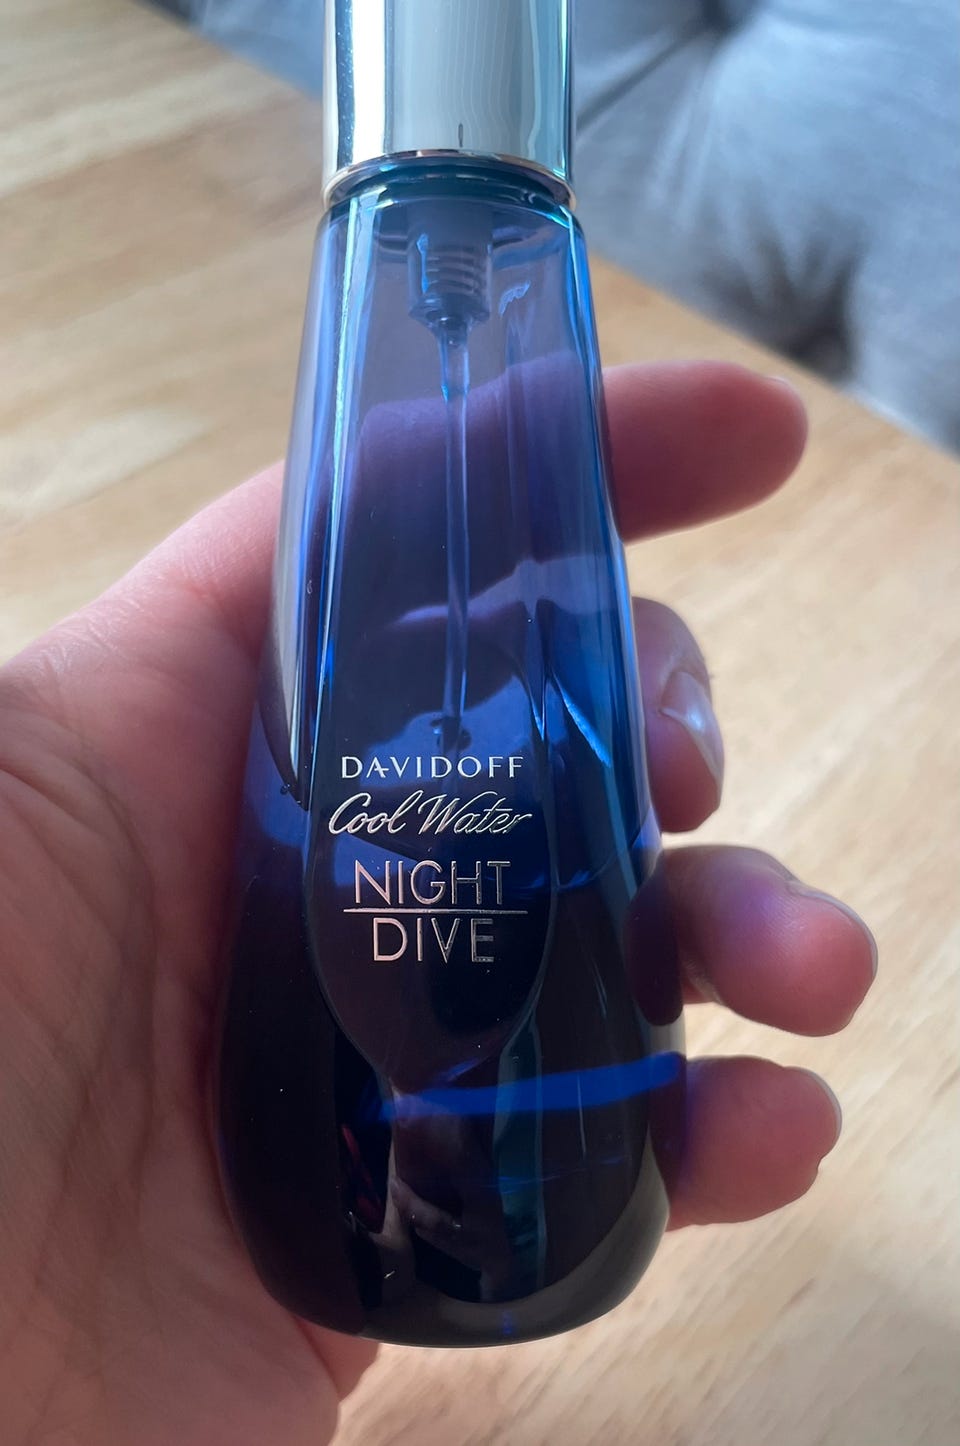 DAVIDOFF
Cool Water
NIGHT
DIVE